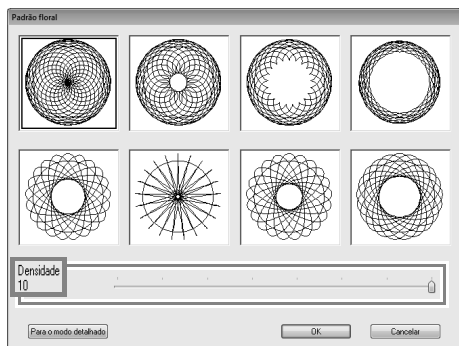 Padrão floral
Densidade
10
Para o modo detalhado
OK
Cancelar